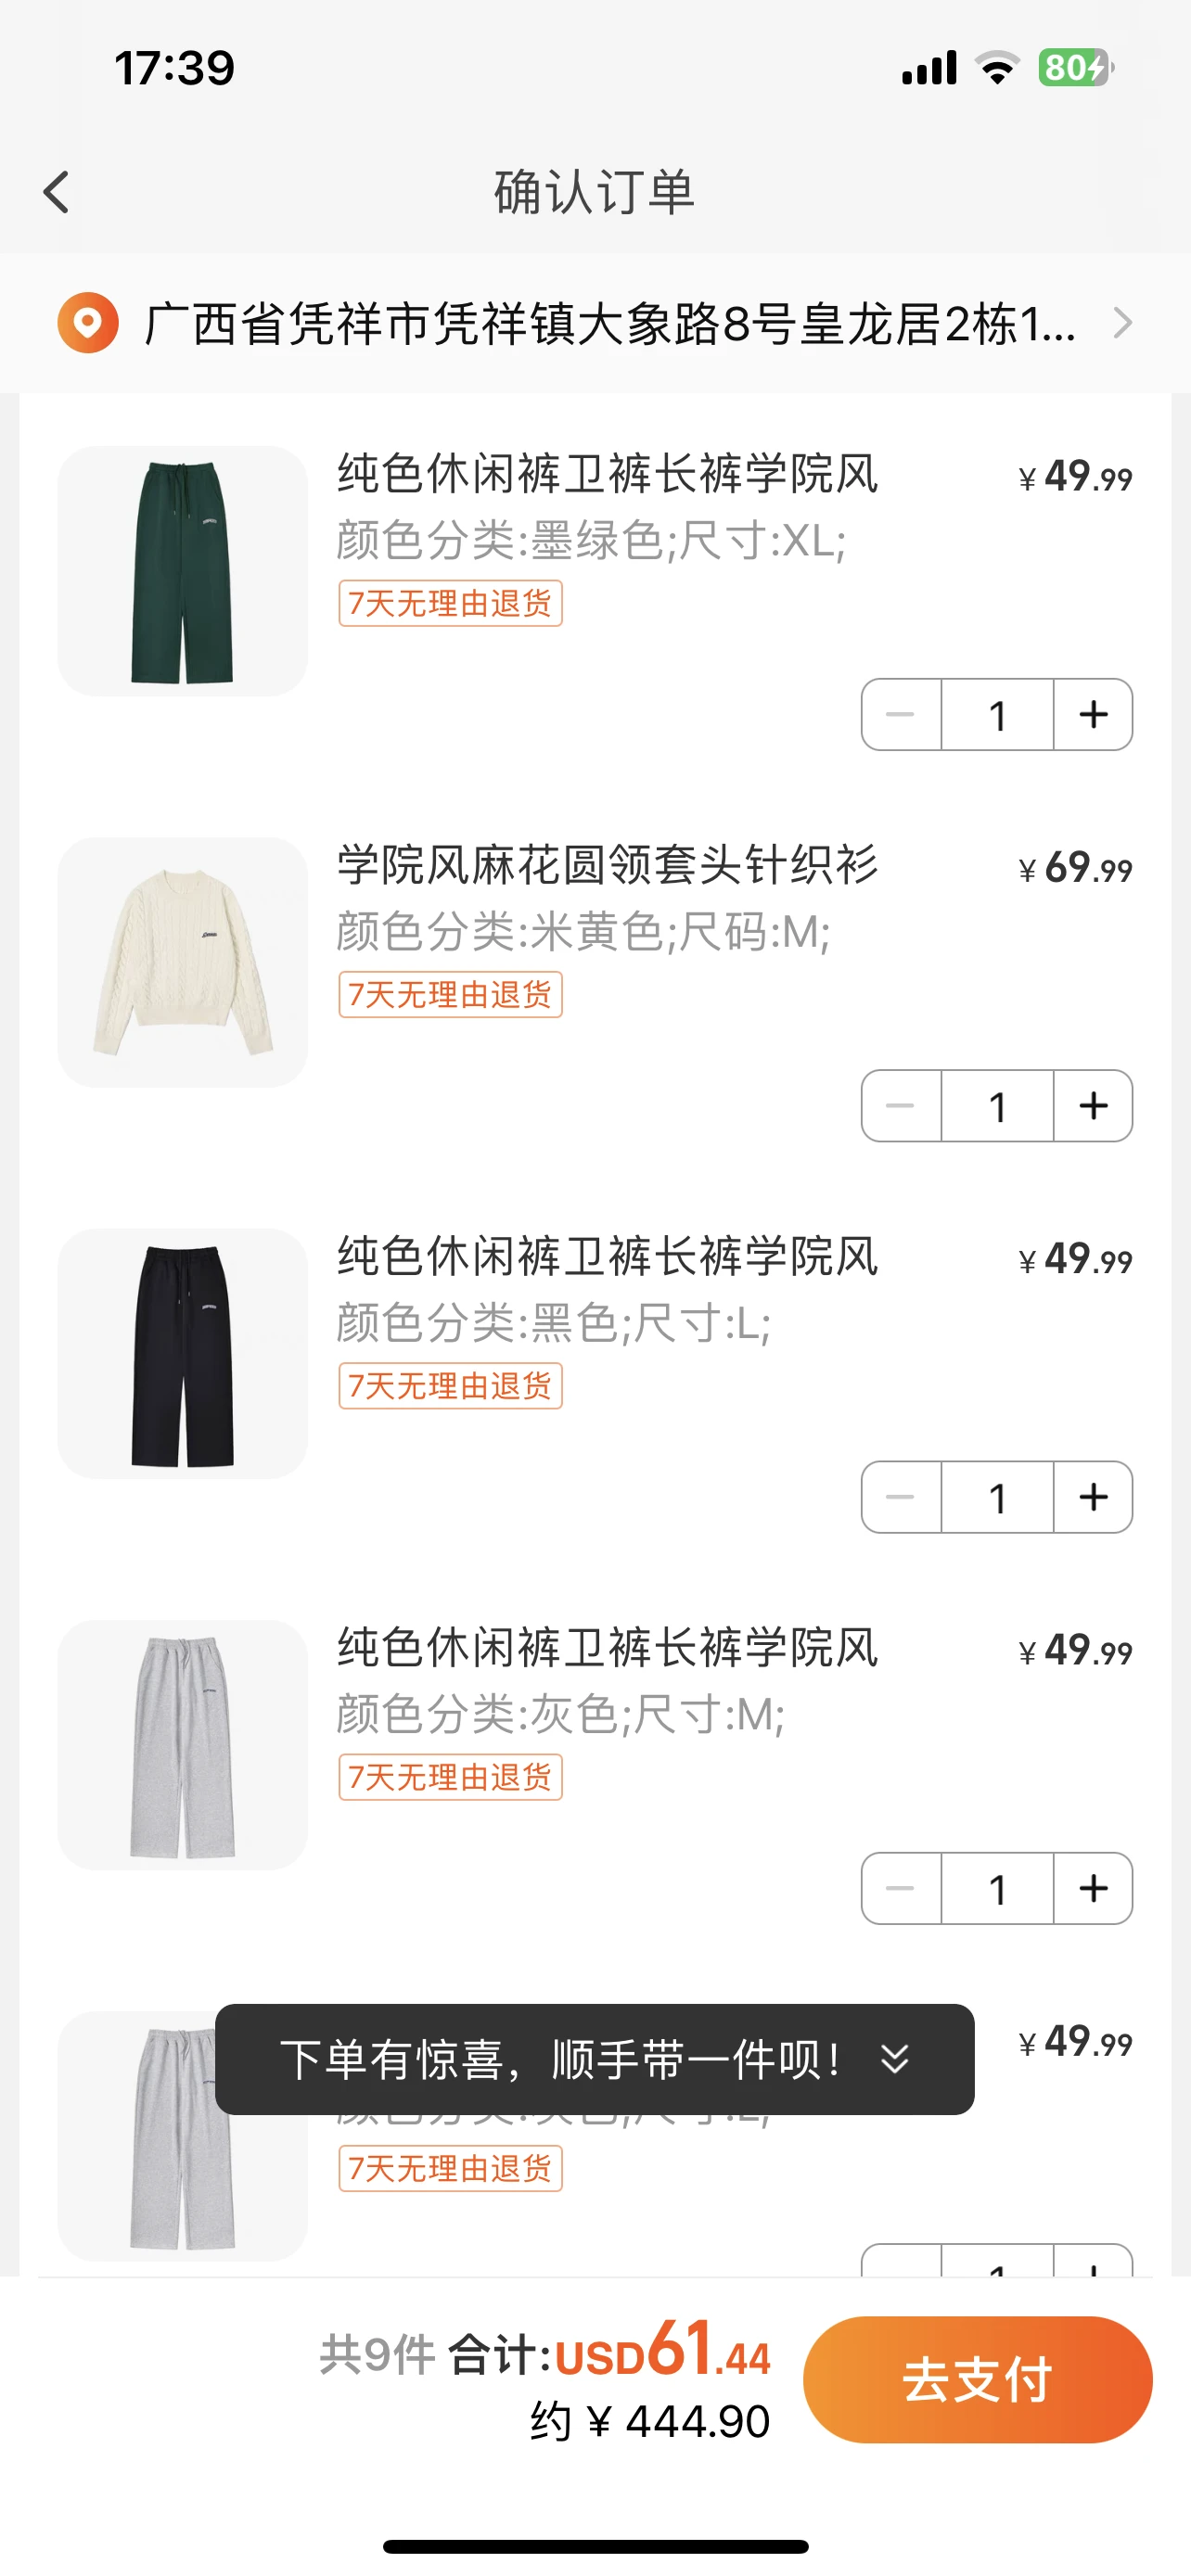 17:39
80
确认订单
广西省凭祥市凭祥镇大象路8号皇龙居2栋1...
纯色休闲裤卫裤长裤学院风
¥49.99
颜色分类:墨绿色;尺寸:XL;
7天无理由退货
1
学院风麻花圆领套头针织衫
¥69.99
颜色分类:米黄色;尺码:M;
7天无理由退货
1
纯色休闲裤卫裤长裤学院风
¥49.99
颜色分类:黑色;尺寸:L;
7天无理由退货
1
纯色休闲裤卫裤长裤学院风
¥49.99
颜色分类:灰色;尺寸:M;
7天无理由退货
1
下单有惊喜，顺手带一件呗！
¥49.99
颜色分类:灰色;尺寸:L;
7天无理由退货
1
共9件 合计:USD61.44
约¥444.90
去支付